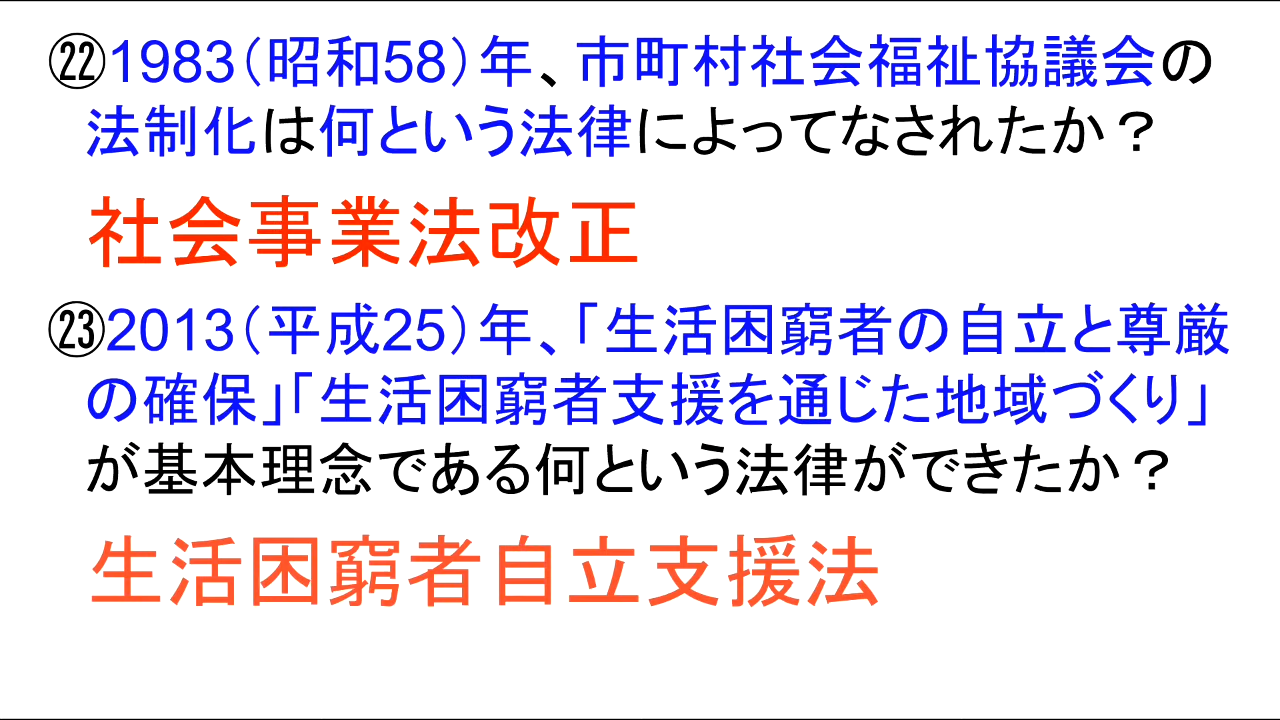 ㉒1983(昭和58)年、市町村社会福祉協議会の
法制化は何という法律によってなされたか？
社会事業法改正
㉓2013(平成25)年、「生活困窮者の自立と尊厳
の確保」「生活困窮者支援を通じた地域づくり」
が基本理念である何という法律ができたか？
生活困窮者自立支援法